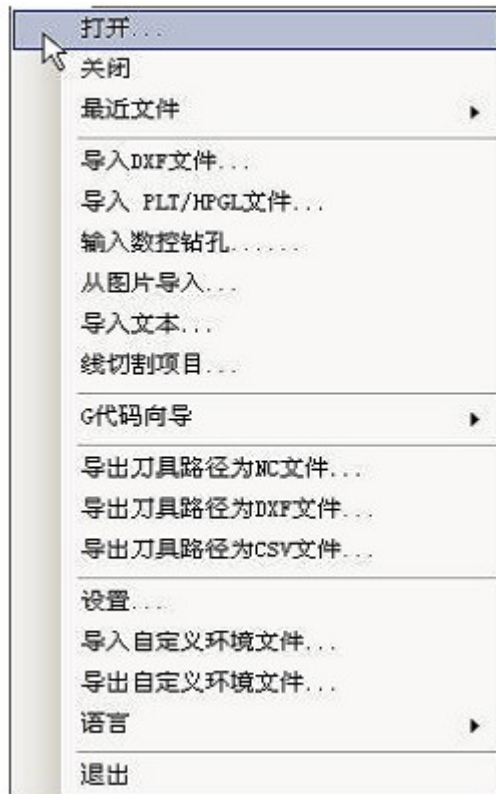 打开...
关闭
最近文件
导入DXF文件...
导入 PLT/HPGL文件...
输入数控钻孔......
从图片导入...
导入文本...
线切割项目...
G代码向导
导出刀具路径为NC文件...
导出刀具路径为DXF文件...
导出刀具路径为CSV文件...
设置...
导入自定义环境文件...
导出自定义环境文件...
语言
退出